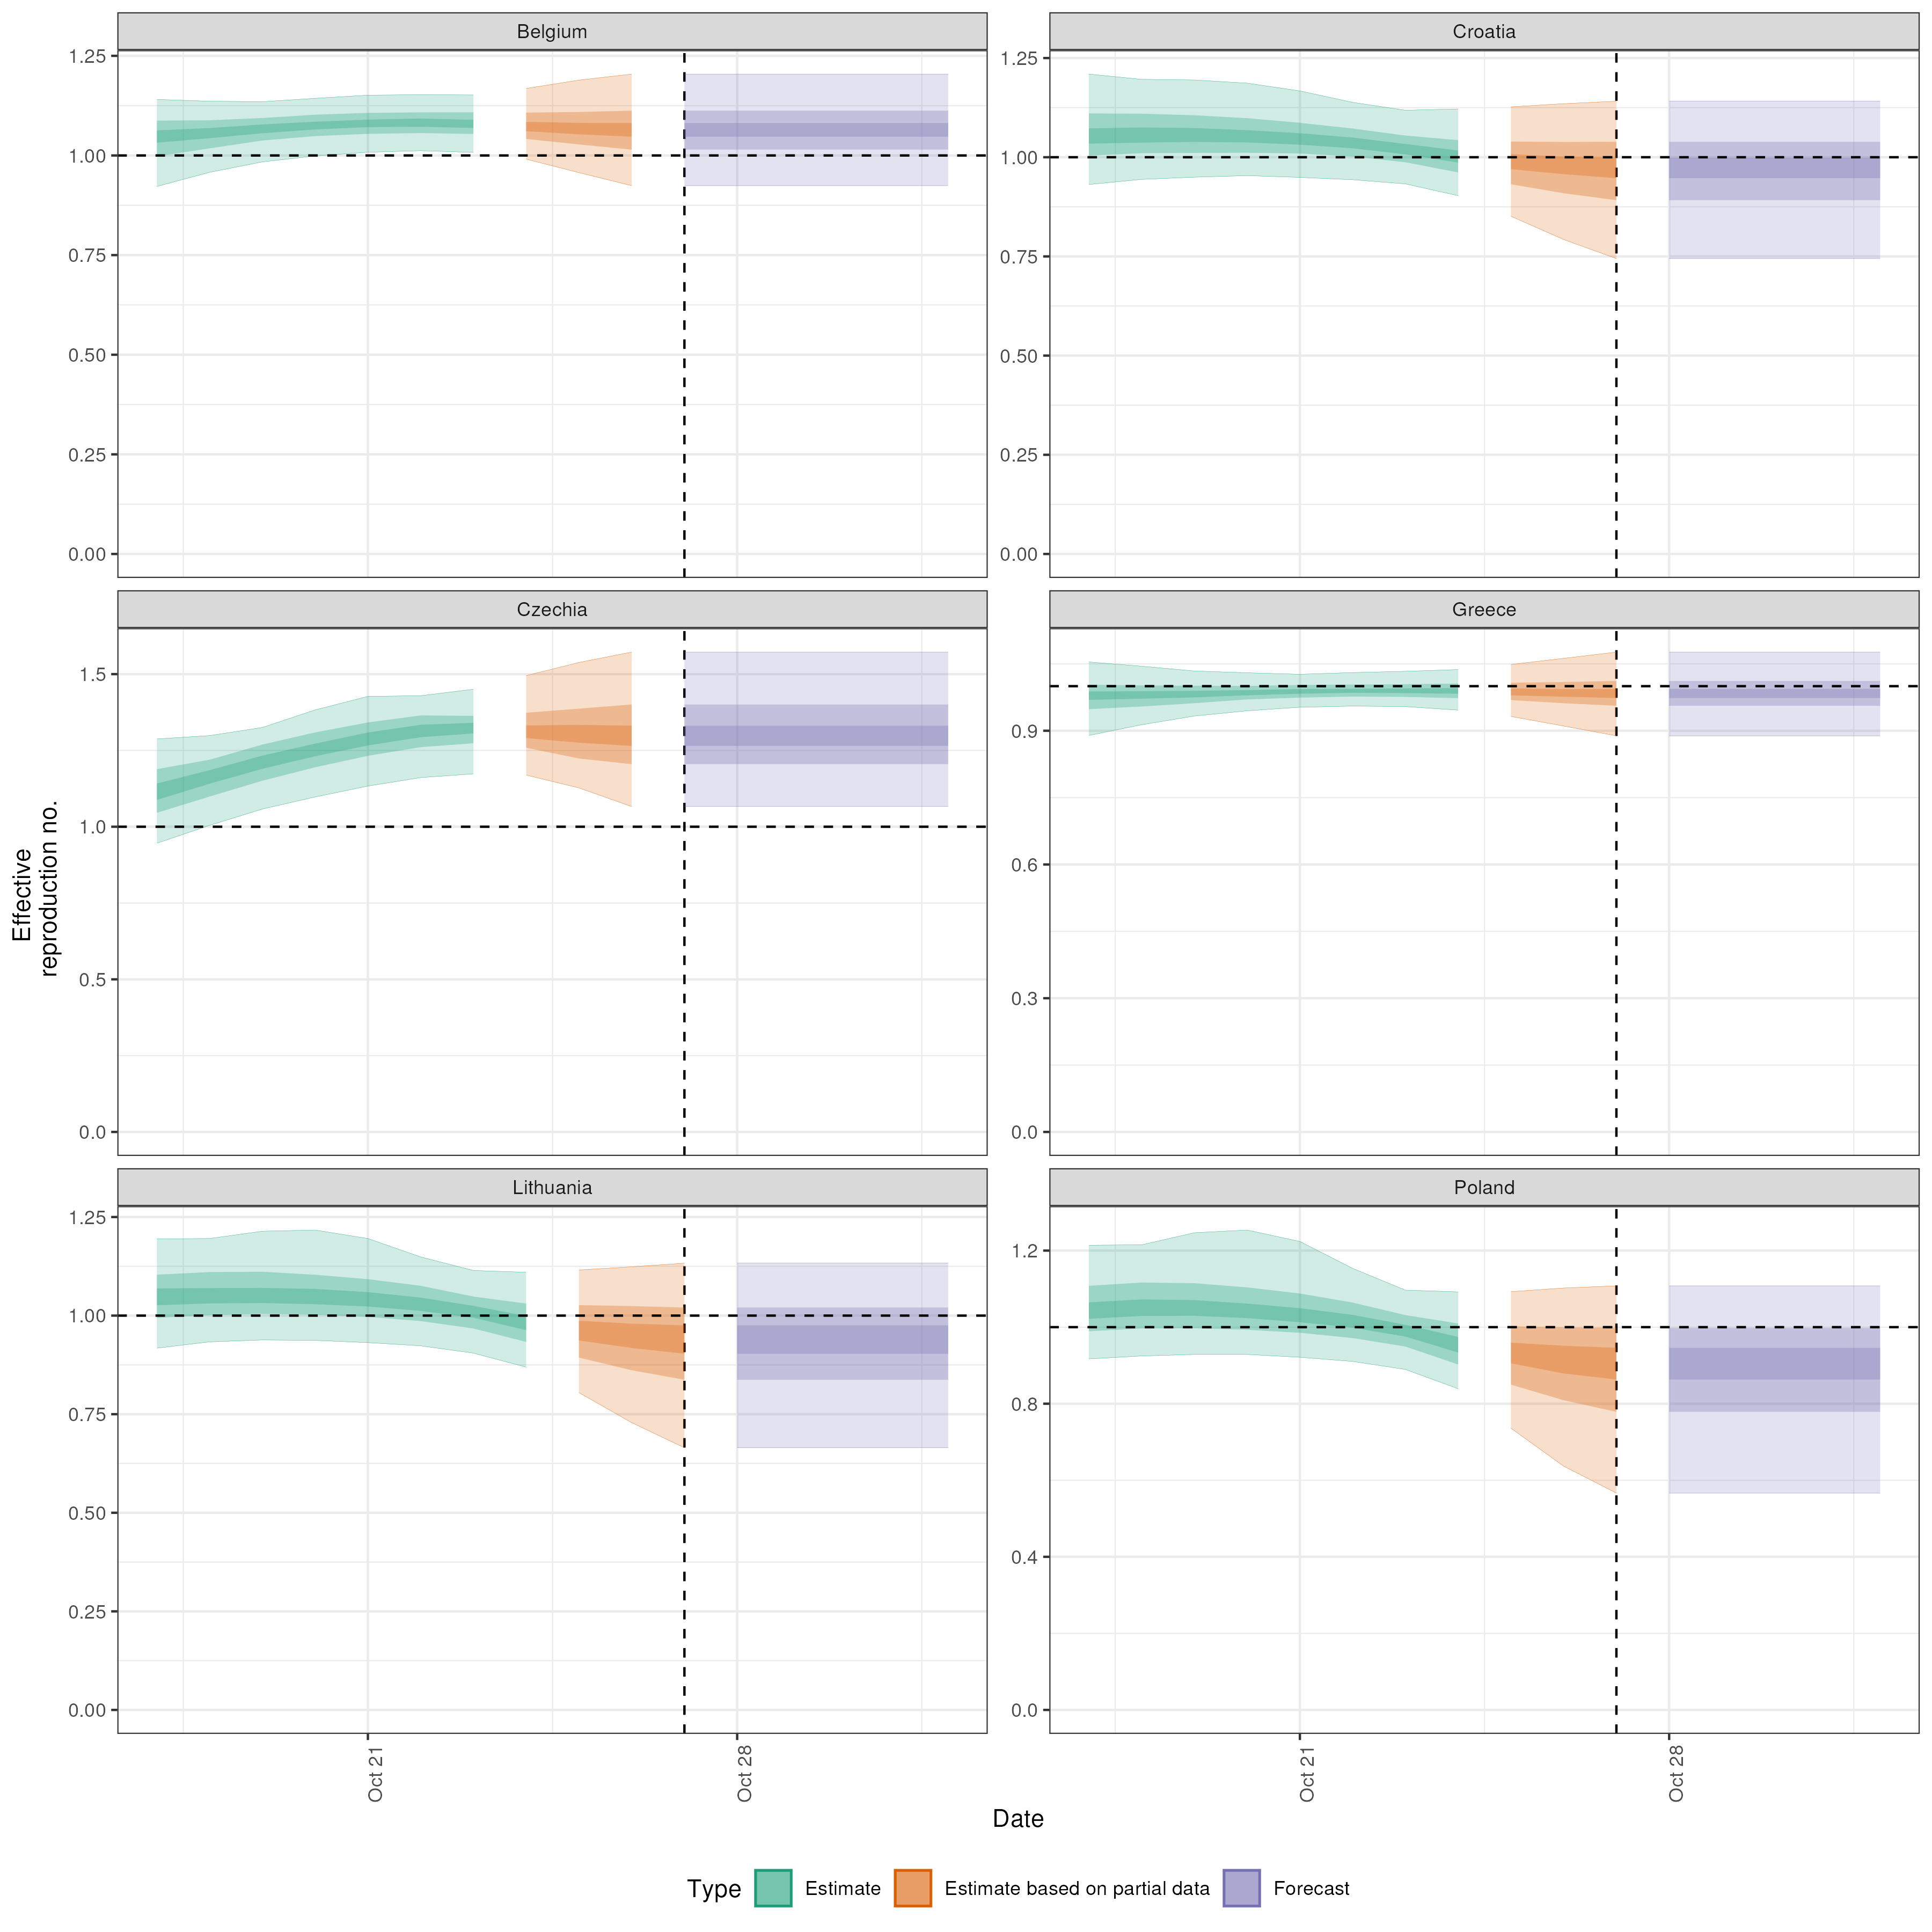 Belgium
Croatia
1.25
1.00
0.75
0.50
0.25
0.00
1.25
1.00
0.75
0.50
0.25
0.00
Czechia
Greece
1.5
1.0
0.5
0.0
0.9
0.6
0.3
0.0
Lithuania
Poland
1.25
1.00
0.75
0.50
0.25
0.00
1.2
0.8
0.4
0.0
Effective
reproduction no.
Oct 21
Oct 28
Oct 21
Oct 28
Date
Type
Estimate
Estimate based on partial data
Forecast